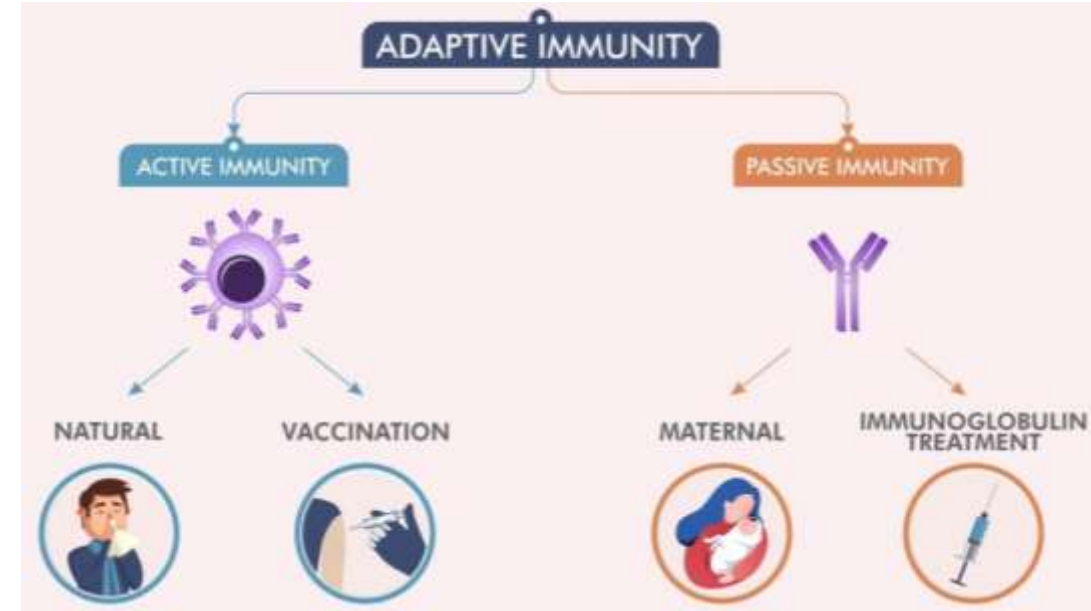 ADAPTIVE IMMUNITY
ACTIVE IMMUNITY
PASSIVE IMMUNITY
NATURAL
VACCINATION
MATERNAL
IMMUNOGLOBULIN
TREATMENT